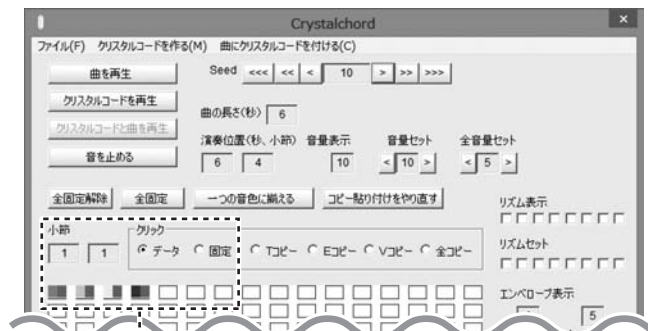 Crystalchord
ファイル(F) クリスタルコードを作る(M) 曲にクリスタルコードを付ける(C)
曲を再生 Seed <<< << < 10 > >> >>>
クリスタルコードを再生 曲の長さ(秒) 6
クリスタルコードと曲を再生 演奏位置(秒、小節) 音量表示 音量セット 全音量セット
音を止める 6 4 10 < 10 > < 5 >
全固定解除 全固定 一つの音色に揃える コピー貼り付けをやり直す リズム表示
小節 クリック リズムセット
1 1 データ 固定 Tコピー Eコピー Vコピー 全コピー
エンベロープ表示
5